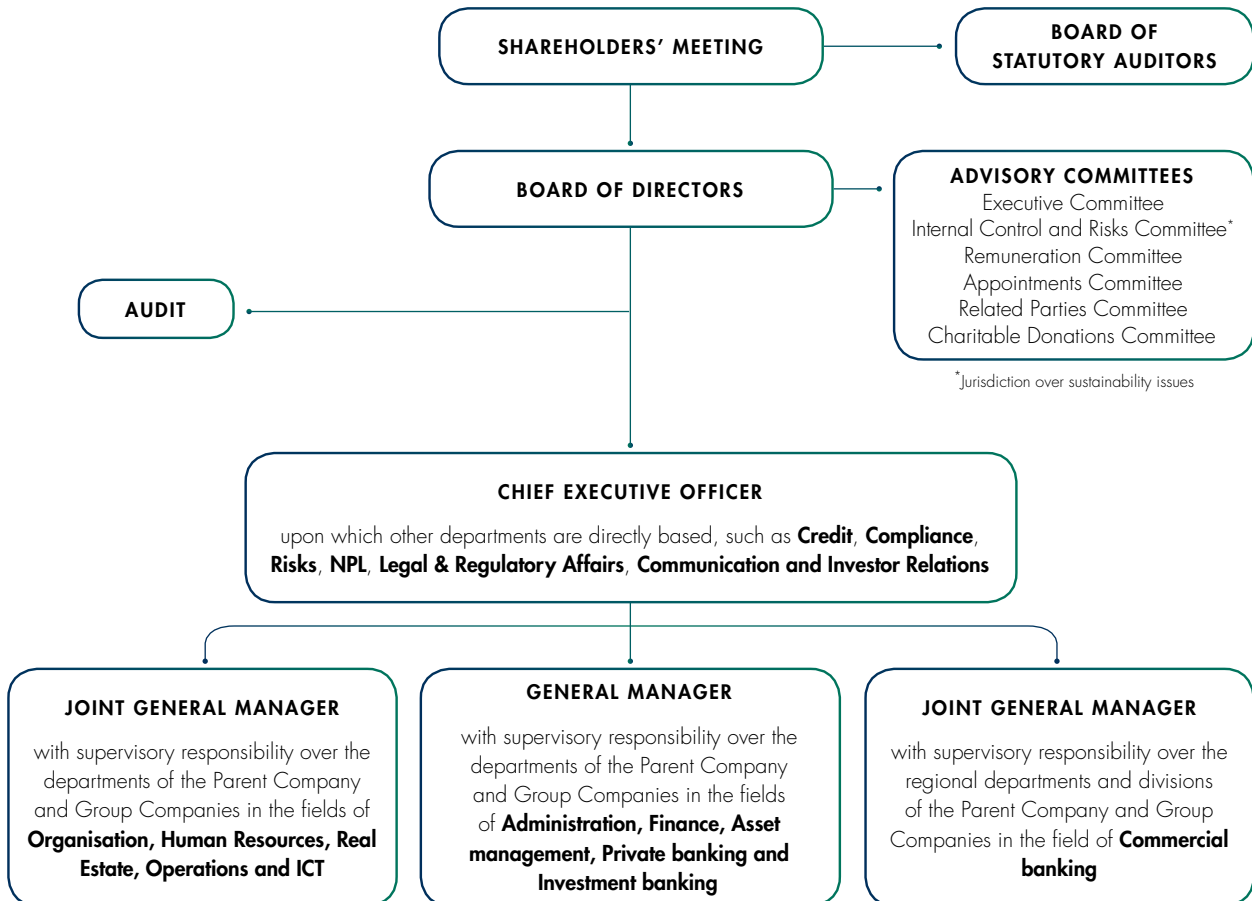 SHAREHOLDERS’ MEETING
BOARD OF
STATUTORY AUDITORS
BOARD OF DIRECTORS
ADVISORY COMMITTEES
Executive Committee
Internal Control and Risks Committee*
Remuneration Committee
Appointments Committee
Related Parties Committee
Charitable Donations Committee
*Jurisdiction over sustainability issues
AUDIT
CHIEF EXECUTIVE OFFICER
upon which other departments are directly based, such as Credit, Compliance,
Risks, NPL, Legal & Regulatory Affairs, Communication and Investor Relations
JOINT GENERAL MANAGER
with supervisory responsibility over the
departments of the Parent Company
and Group Companies in the fields of
Organisation, Human Resources, Real
Estate, Operations and ICT
GENERAL MANAGER
with supervisory responsibility over the
departments of the Parent Company
and Group Companies in the fields
of Administration, Finance, Asset
management, Private banking and
Investment banking
JOINT GENERAL MANAGER
with supervisory responsibility over the
regional departments and divisions
of the Parent Company and Group
Companies in the field of Commercial
banking